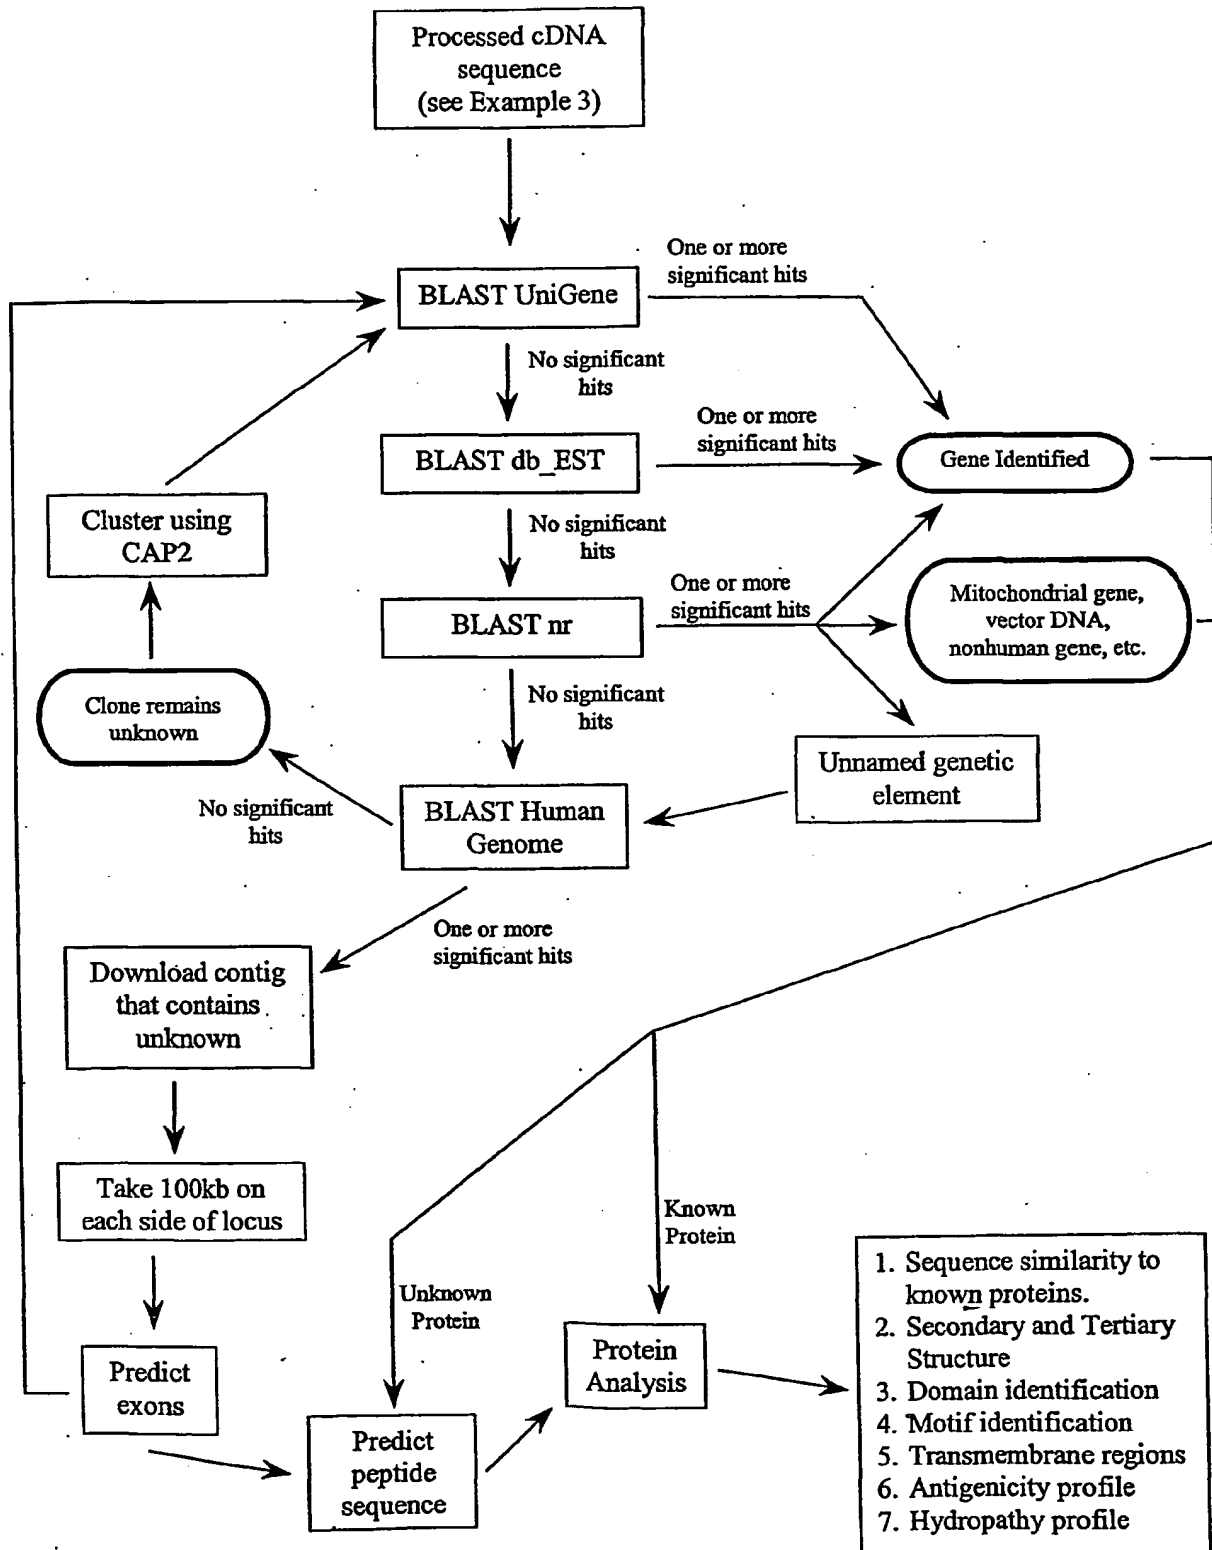 Processed cDNA
sequence
(see Example 3)
One or more
significant hits
BLAST UniGene
No significant
hits
One or more
significant hits
BLAST db_EST
Gene Identified
Cluster using
CAP2
No significant
hits
One or more
significant hits
Mitochondrial gene,
vector DNA,
nonhuman gene, etc.
BLAST nr
Clone remains
unknown
No significant
hits
Unnamed genetic
element
No significant
hits
BLAST Human
Genome
One or more
significant hits
Download contig
that contains
unknown
Take 100kb on
each side of locus
Known
Protein
Unknown
Protein
Predict
exons
Protein
Analysis
Predict
peptide
sequence
1. Sequence similarity to
known proteins.
2. Secondary and Tertiary
Structure
3. Domain identification
4. Motif identification
5. Transmembrane regions
6. Antigenicity profile
7. Hydropathy profile